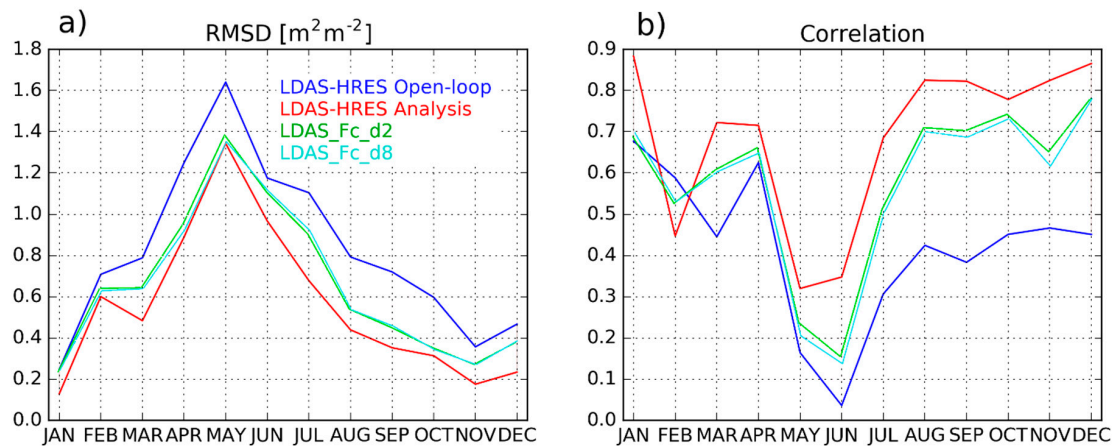 a)
RMSD [m²m⁻²]
1.8
1.6
1.4
1.2
1.0
0.8
0.6
0.4
0.2
0.0
LDAS-HRES Open-loop
LDAS-HRES Analysis
LDAS_Fc_d2
LDAS_Fc_d8
JAN FEB MAR APR MAY JUN JUL AUG SEP OCT NOV DEC
b)
Correlation
0.9
0.8
0.7
0.6
0.5
0.4
0.3
0.2
0.1
0.0
JAN FEB MAR APR MAY JUN JUL AUG SEP OCT NOV DEC